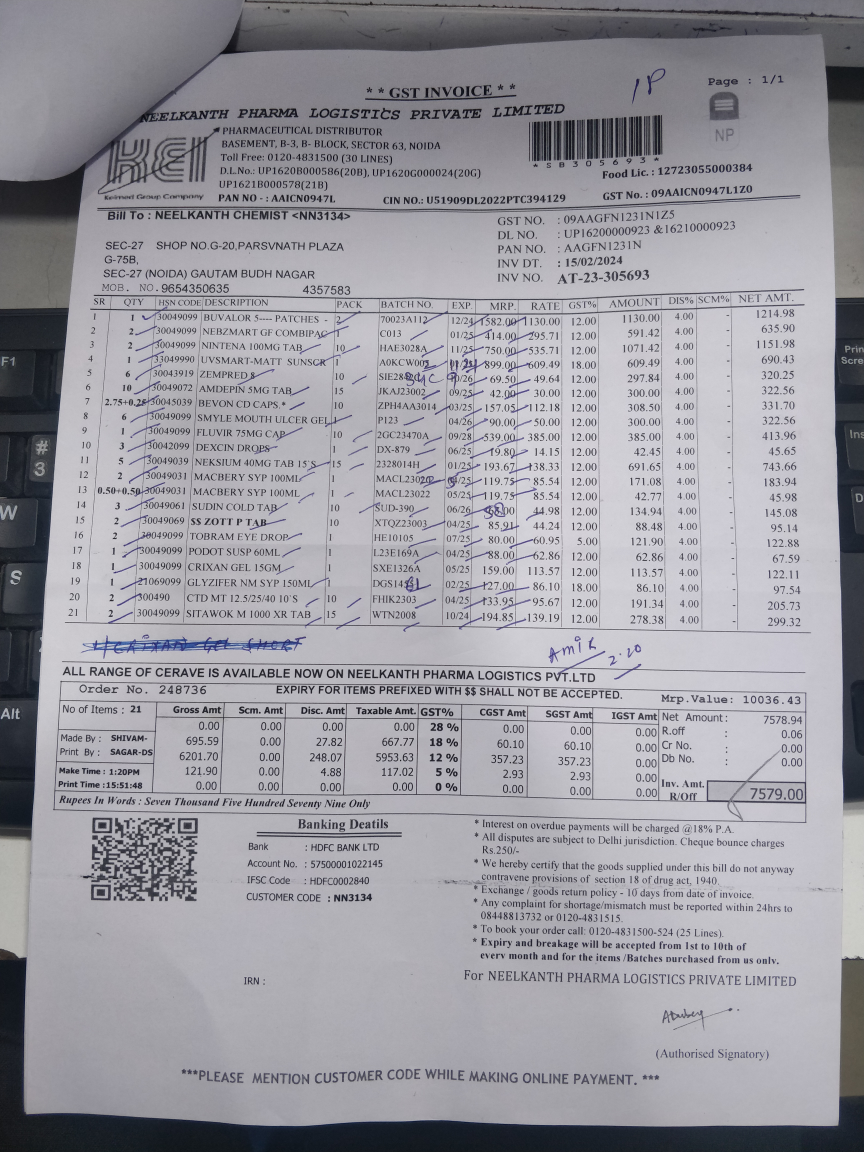 ** GST INVOICE **
1P
Page : 1/1
NEELKANTH PHARMA LOGISTICS PRIVATE LIMITED
KEI
Keimed Group Company
PHARMACEUTICAL DISTRIBUTOR
BASEMENT, B-3, B- BLOCK, SECTOR 63, NOIDA
Toll Free: 0120-4831500 (30 LINES)
D.L.No.: UP1620B000586(20B), UP1620G000024(20G)
UP1621B000578(21B)
PAN NO - : AAICN0947L
CIN NO.: U51909DL2022PTC394129
*SB305693*
NP
Food Lic. : 12723055000384
GST No. : 09AAICN0947L1Z0
Bill To : NEELKANTH CHEMIST <NN3134>
SEC-27 SHOP NO.G-20,PARSVNATH PLAZA
G-75B,
SEC-27 (NOIDA) GAUTAM BUDH NAGAR
MOB. NO. 9654350635 4357583
GST NO. : 09AAGFN1231N1Z5
DL NO. : UP16200000923 &16210000923
PAN NO. : AAGFN1231N
INV DT. : 15/02/2024
INV NO. AT-23-305693
SR QTY HSN CODE DESCRIPTION PACK BATCH NO. EXP. MRP. RATE GST% AMOUNT DIS% SCM% NET AMT.
1 1 30049099 BUVALOR 5---- PATCHES - 2 70023A112 12/24 1582.00 1130.00 12.00 1130.00 4.00 - 1214.98
2 2 30049099 NEBZMART GF COMBIPAC 1 C013 01/25 414.00 295.71 12.00 591.42 4.00 - 635.90
3 2 30049099 NINTENA 100MG TAB 10 HAE3028A 11/25 750.00 535.71 12.00 1071.42 4.00 - 1151.98
4 1 33049990 UVSMART-MATT SUNSCR 1 A0KCW002 11/24 899.00 609.49 18.00 609.49 4.00 - 690.43
5 6 30043919 ZEMPRED 8 10 /26 69.50 49.64 12.00 297.84 4.00 - 320.25
6 10 30049072 AMDEPIN 5MG TAB 15 JKAJ23002 09/25 42.00 30.00 12.00 300.00 4.00 - 322.56
7 2.75+0.25 30045039 BEVON CD CAPS.* 10 ZPH4AA3014 03/25 157.05 112.18 12.00 308.50 4.00 - 331.70
8 6 30049099 SMYLE MOUTH ULCER GEL 1 P123 04/26 90.00 50.00 12.00 300.00 4.00 - 322.56
9 1 30049099 FLUVIR 75MG CAP 10 2GC23470A 09/28 539.00 385.00 12.00 385.00 4.00 - 413.96
10 3 30042099 DEXCIN DROPS 1 DX-879 06/25 19.80 14.15 12.00 42.45 4.00 - 45.65
11 5 30049039 NEKSIUM 40MG TAB 15`S 15 2328014H 01/25 193.67 138.33 12.00 691.65 4.00 - 743.66
12 2 30049031 MACBERY SYP 100ML 1 /25 119.75 85.54 12.00 171.08 4.00 - 183.94
13 0.50+0.50 30049031 MACBERY SYP 100ML 1 MACL23022 05/25 119.75 85.54 12.00 42.77 4.00 - 45.98
14 3 30049061 SUDIN COLD TAB 10 SUD-390 06/26 44.98 12.00 134.94 4.00 - 145.08
15 2 30049069 $$ ZOTT P TAB 10 XTQZ23003 04/25 85.91 44.24 12.00 88.48 4.00 - 95.14
16 2 30049099 TOBRAM EYE DROP 1 HE10105 07/25 80.00 60.95 5.00 121.90 4.00 - 122.88
17 1 30049099 PODOT SUSP 60ML 1 L23E169A 04/25 88.00 62.86 12.00 62.86 4.00 - 67.59
18 1 30049099 CRIXAN GEL 15GM 1 SXE1326A 05/25 159.00 113.57 12.00 113.57 4.00 - 122.11
19 1 21069099 GLYZIFER NM SYP 150ML 1 02/25 127.00 86.10 18.00 86.10 4.00 - 97.54
20 2 300490 CTD MT 12.5/25/40 10`S 10 FHIK2303 04/25 133.95 95.67 12.00 191.34 4.00 - 205.73
21 2 30049099 SITAWOK M 1000 XR TAB 15 WTN2008 10/24 194.85 139.19 12.00 278.38 4.00 - 299.32
Amik
2.20
ALL RANGE OF CERAVE IS AVAILABLE NOW ON NEELKANTH PHARMA LOGISTICS PVT.LTD
Order No. 248736 EXPIRY FOR ITEMS PREFIXED WITH $$ SHALL NOT BE ACCEPTED. Mrp.Value: 10036.43
No of Items : 21
Made By : SHIVAM-
Print By : SAGAR-DS
Make Time : 1:20PM
Print Time :15:51:48
Gross Amt Scm. Amt Disc. Amt Taxable Amt. GST% CGST Amt SGST Amt IGST Amt
0.00 0.00 0.00 0.00 28 % 0.00 0.00 0.00
695.59 0.00 27.82 667.77 18 % 60.10 60.10 0.00
6201.70 0.00 248.07 5953.63 12 % 357.23 357.23 0.00
121.90 0.00 4.88 117.02 5 % 2.93 2.93 0.00
0.00 0.00 0.00 0.00 0 % 0.00 0.00 0.00
Net Amount : 7578.94
R.off : 0.06
Cr No. : 0.00
Db No. : 0.00
Inv. Amt. R/Off 7579.00
Rupees In Words : Seven Thousand Five Hundred Seventy Nine Only
Banking Deatils
Bank : HDFC BANK LTD
Account No. : 57500001022145
IFSC Code : HDFC0002840
CUSTOMER CODE : NN3134
* Interest on overdue payments will be charged @18% P.A.
* All disputes are subject to Delhi jurisdiction. Cheque bounce charges
Rs.250/-
* We hereby certify that the goods supplied under this bill do not anyway
contravene provisions of section 18 of drug act, 1940.
* Exchange / goods return policy - 10 days from date of invoice.
* Any complaint for shortage/mismatch must be reported within 24hrs to
08448813732 or 0120-4831515.
* To book your order call: 0120-4831500-524 (25 Lines).
* Expiry and breakage will be accepted from 1st to 10th of
every month and for the items /Batches purchased from us only.
IRN :
For NEELKANTH PHARMA LOGISTICS PRIVATE LIMITED
ADubey
(Authorised Signatory)
***PLEASE MENTION CUSTOMER CODE WHILE MAKING ONLINE PAYMENT. ***
F1
#
3
W
S
Alt